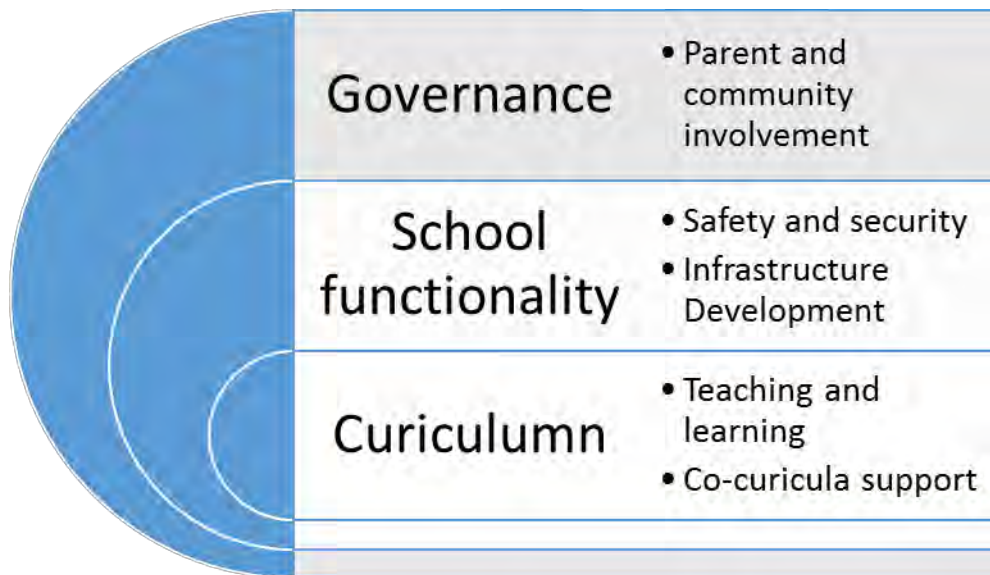 Governance
• Parent and
community
involvement
School
functionality
• Safety and security
• Infrastructure
Development
Curiculumn
• Teaching and
learning
• Co-curicula support